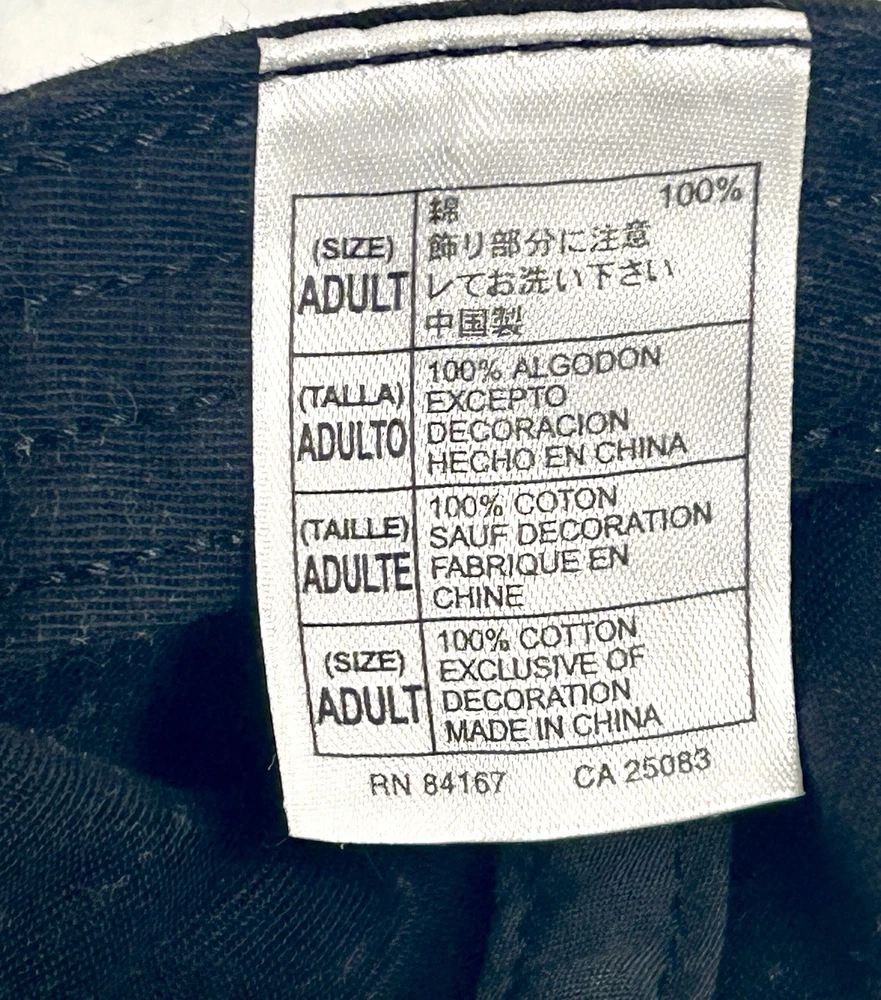 (SIZE)
ADULT
綿 100%
飾り部分に注意
してお洗い下さい
中国製
(TALLA)
ADULTO
100% ALGODON
EXCEPTO
DECORACION
HECHO EN CHINA
(TAILLE)
ADULTE
100% COTON
SAUF DECORATION
FABRIQUE EN
CHINE
(SIZE)
ADULT
100% COTTON
EXCLUSIVE OF
DECORATION
MADE IN CHINA
RN 84167 CA 25083